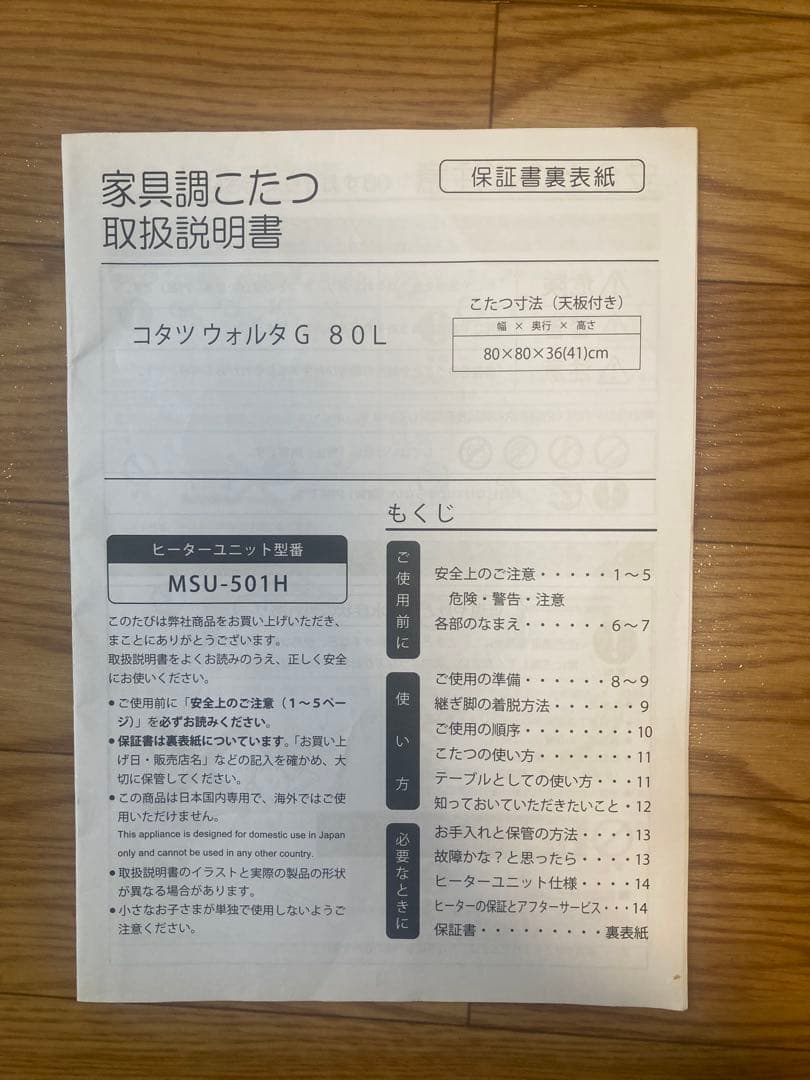 家具調こたつ
取扱説明書
保証書裏表紙
コタツ ウォルタG 80L
こたつ寸法（天板付き）
幅 × 奥行 × 高さ
80×80×36(41)cm
ヒーターユニット型番
MSU-501H
このたびは弊社商品をお買い上げいただき、
まことにありがとうございます。
取扱説明書をよくお読みのうえ、正しく安全
にお使いください。
●ご使用前に「安全上のご注意（1～5ペー
ジ）」を必ずお読みください。
●保証書は裏表紙についています。「お買い上
げ日・販売店名」などの記入を確かめ、大
切に保管してください。
●この商品は日本国内専用で、海外ではご使
用いただけません。
This appliance is designed for domestic use in Japan
only and cannot be used in any other country.
●取扱説明書のイラストと実際の製品の形状
が異なる場合があります。
●小さなお子さまが単独で使用しないようご
注意ください。
もくじ
ご使用前に
安全上のご注意・・・・・1～5
危険・警告・注意
各部のなまえ・・・・・・6～7
使い方
ご使用の準備・・・・・・8～9
継ぎ脚の着脱方法・・・・・9
ご使用の順序・・・・・・・・10
こたつの使い方・・・・・・・11
テーブルとしての使い方・・・11
知っておいていただきたいこと・12
必要なときに
お手入れと保管の方法・・・・13
故障かな？と思ったら・・・・13
ヒーターユニット仕様・・・・14
ヒーターの保証とアフターサービス・・・14
保証書・・・・・・・・・裏表紙